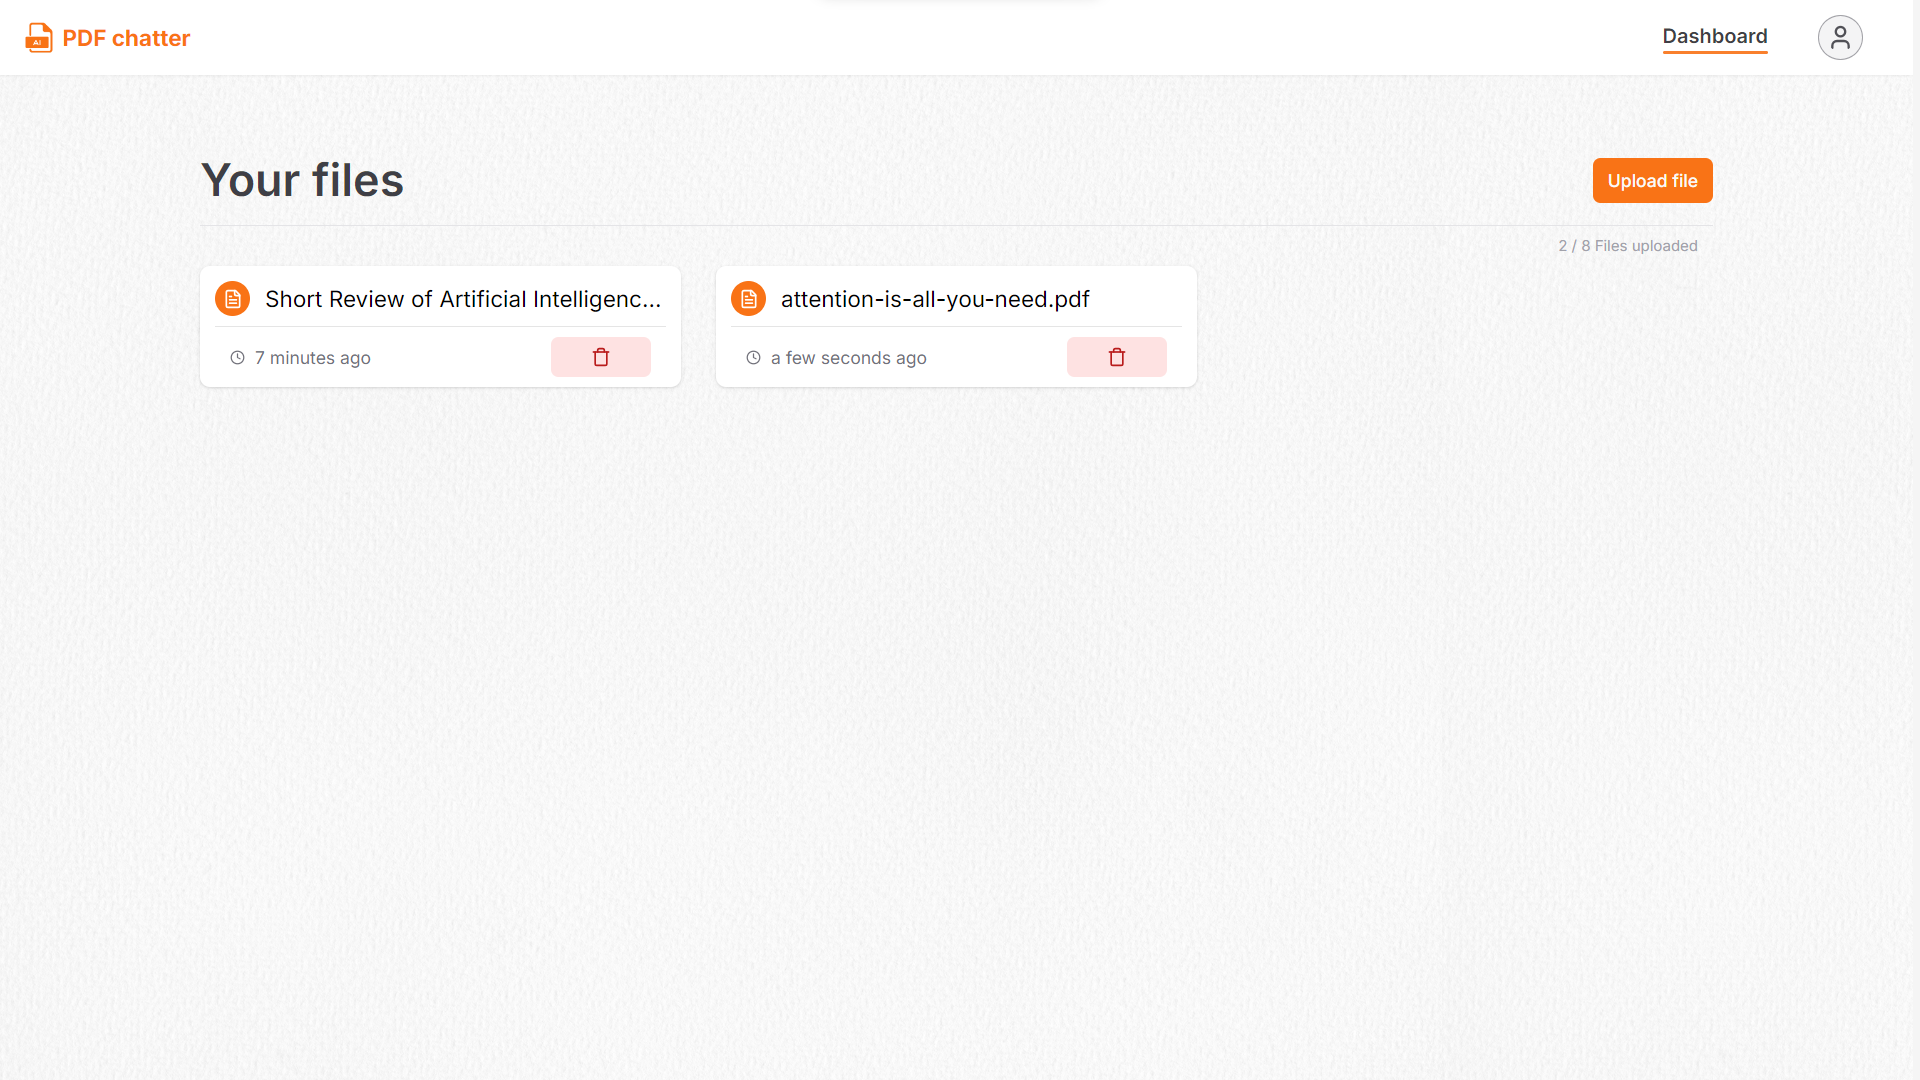 AI PDF chatter
Dashboard
Your files
Upload file
2 / 8 Files uploaded
Short Review of Artificial Intelligenc...
7 minutes ago
attention-is-all-you-need.pdf
a few seconds ago